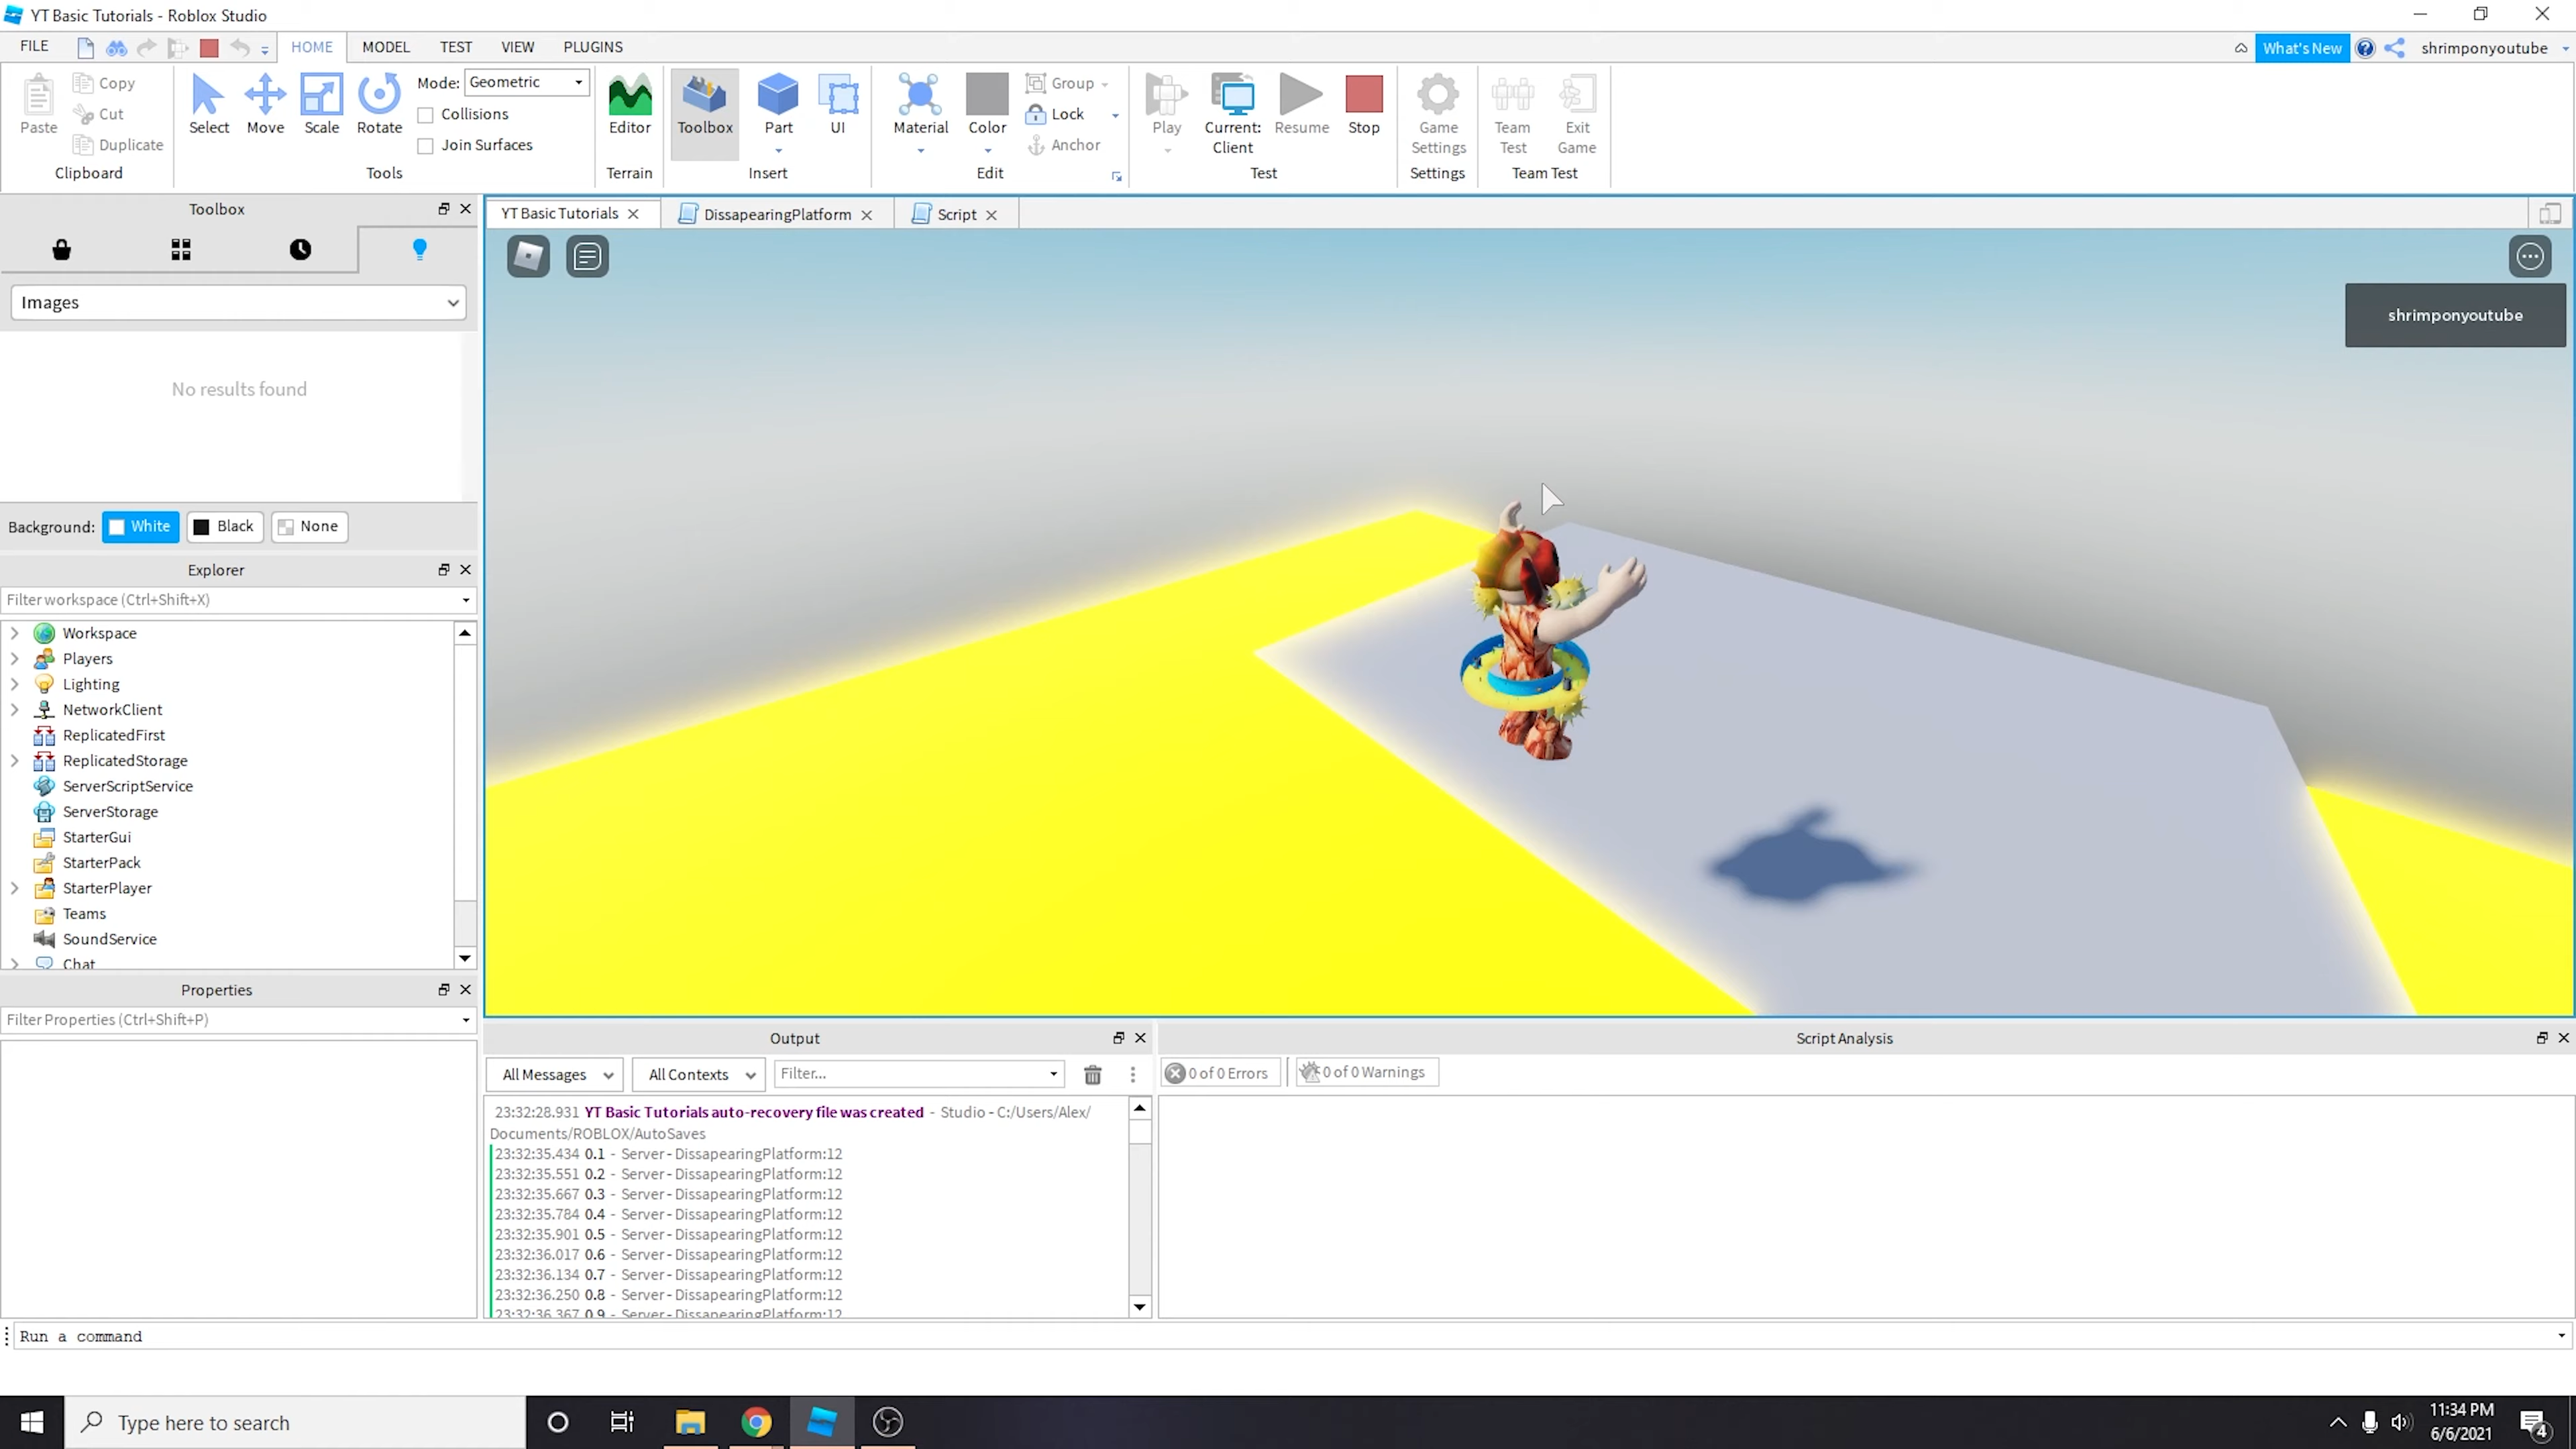 YT Basic Tutorials - Roblox Studio
FILE HOME MODEL TEST VIEW PLUGINS What's New shrimponyoutube
Paste Copy Cut Duplicate
Select Move Scale Rotate
Mode: Geometric
Collisions
Join Surfaces
Editor Toolbox Part UI
Material Color Group Lock Anchor
Play Current: Client Resume Stop
Game Settings Team Test Exit Game
Clipboard Tools Terrain Insert Edit Test Settings Team Test
Toolbox
YT Basic Tutorials DissapearingPlatform Script
Images
No results found
Background: White Black None
shrimponyoutube
Explorer
Filter workspace (Ctrl+Shift+X)
Workspace
Players
Lighting
NetworkClient
ReplicatedFirst
ReplicatedStorage
ServerScriptService
ServerStorage
StarterGui
StarterPack
StarterPlayer
Teams
SoundService
Chat
Properties
Filter Properties (Ctrl+Shift+P)
Output
All Messages All Contexts Filter...
23:32:28.931 YT Basic Tutorials auto-recovery file was created - Studio - C:/Users/Alex/
Documents/ROBLOX/AutoSaves
23:32:35.434 0.1 - Server - DissapearingPlatform:12
23:32:35.551 0.2 - Server - DissapearingPlatform:12
23:32:35.667 0.3 - Server - DissapearingPlatform:12
23:32:35.784 0.4 - Server - DissapearingPlatform:12
23:32:35.901 0.5 - Server - DissapearingPlatform:12
23:32:36.017 0.6 - Server - DissapearingPlatform:12
23:32:36.134 0.7 - Server - DissapearingPlatform:12
23:32:36.250 0.8 - Server - DissapearingPlatform:12
23:32:36.367 0.9 - Server - DissapearingPlatform:12
Script Analysis
0 of 0 Errors 0 of 0 Warnings
Run a command
Type here to search
11:34 PM
6/6/2021
4